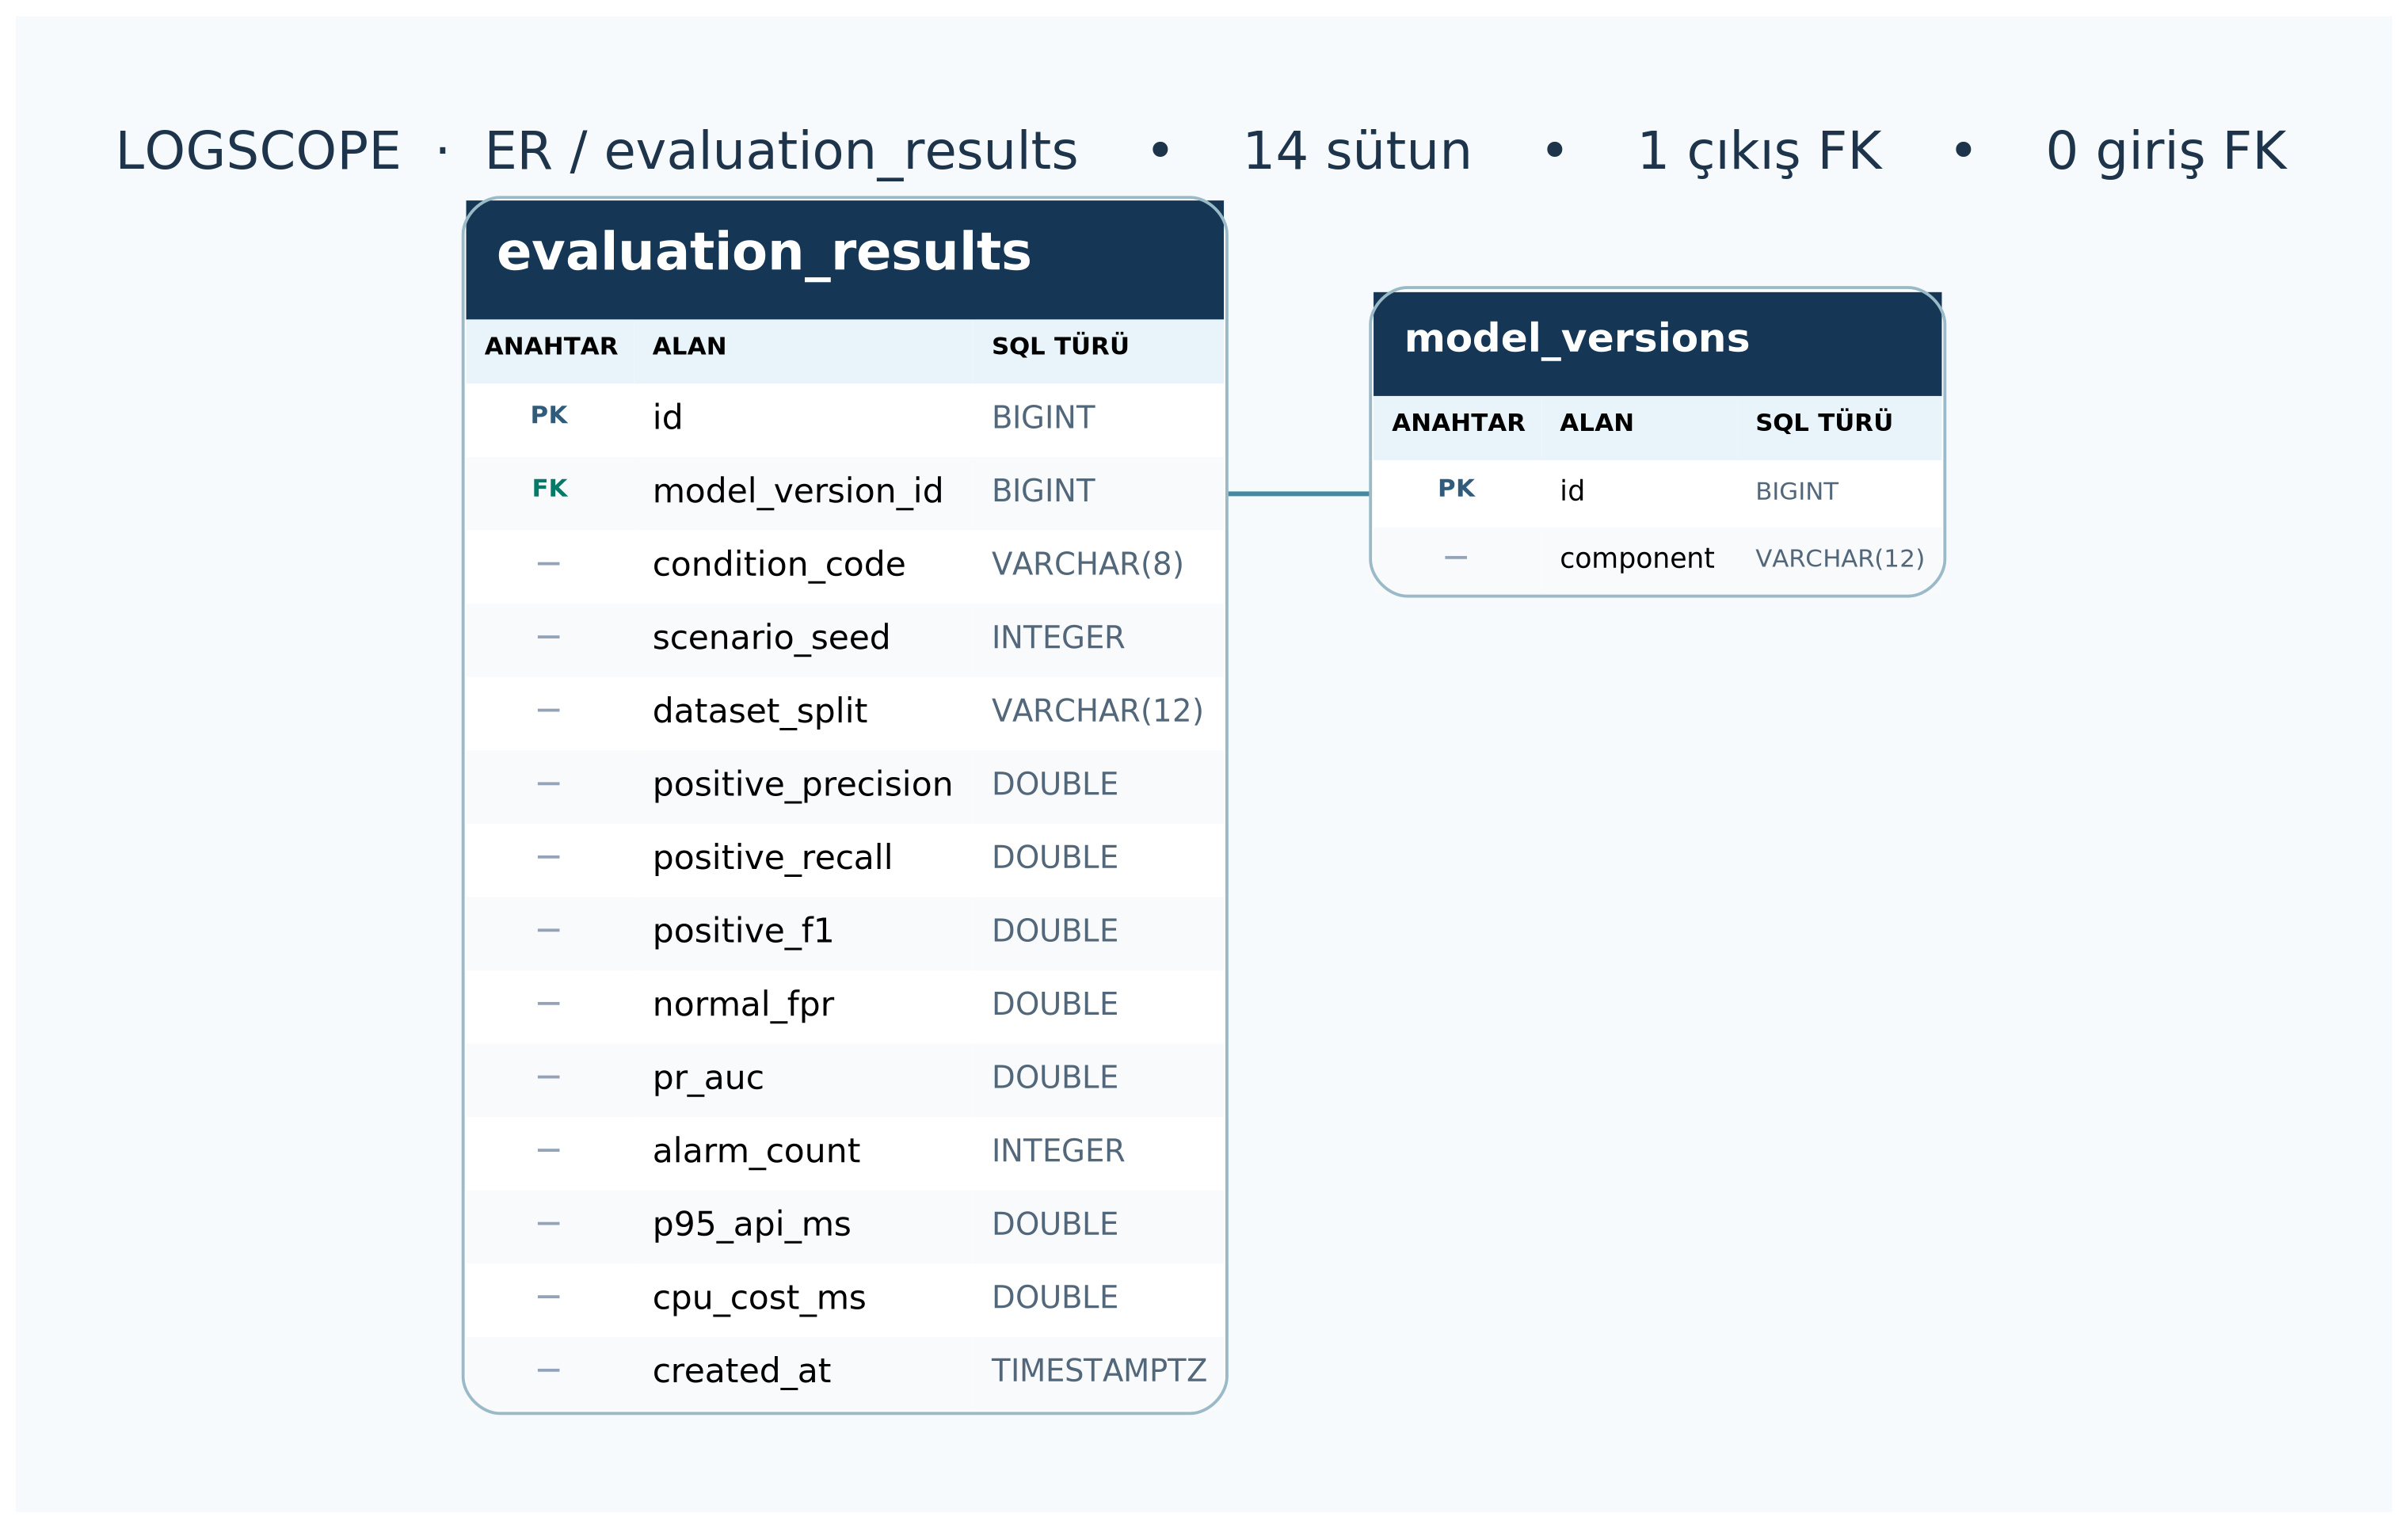 LOGSCOPE · ER / evaluation_results • 14 sütun • 1 çıkış FK • 0 giriş FK
evaluation_results
ANAHTAR ALAN SQL TÜRÜ
PK id BIGINT
FK model_version_id BIGINT
— condition_code VARCHAR(8)
— scenario_seed INTEGER
— dataset_split VARCHAR(12)
— positive_precision DOUBLE
— positive_recall DOUBLE
— positive_f1 DOUBLE
— normal_fpr DOUBLE
— pr_auc DOUBLE
— alarm_count INTEGER
— p95_api_ms DOUBLE
— cpu_cost_ms DOUBLE
— created_at TIMESTAMPTZ
model_versions
ANAHTAR ALAN SQL TÜRÜ
PK id BIGINT
— component VARCHAR(12)